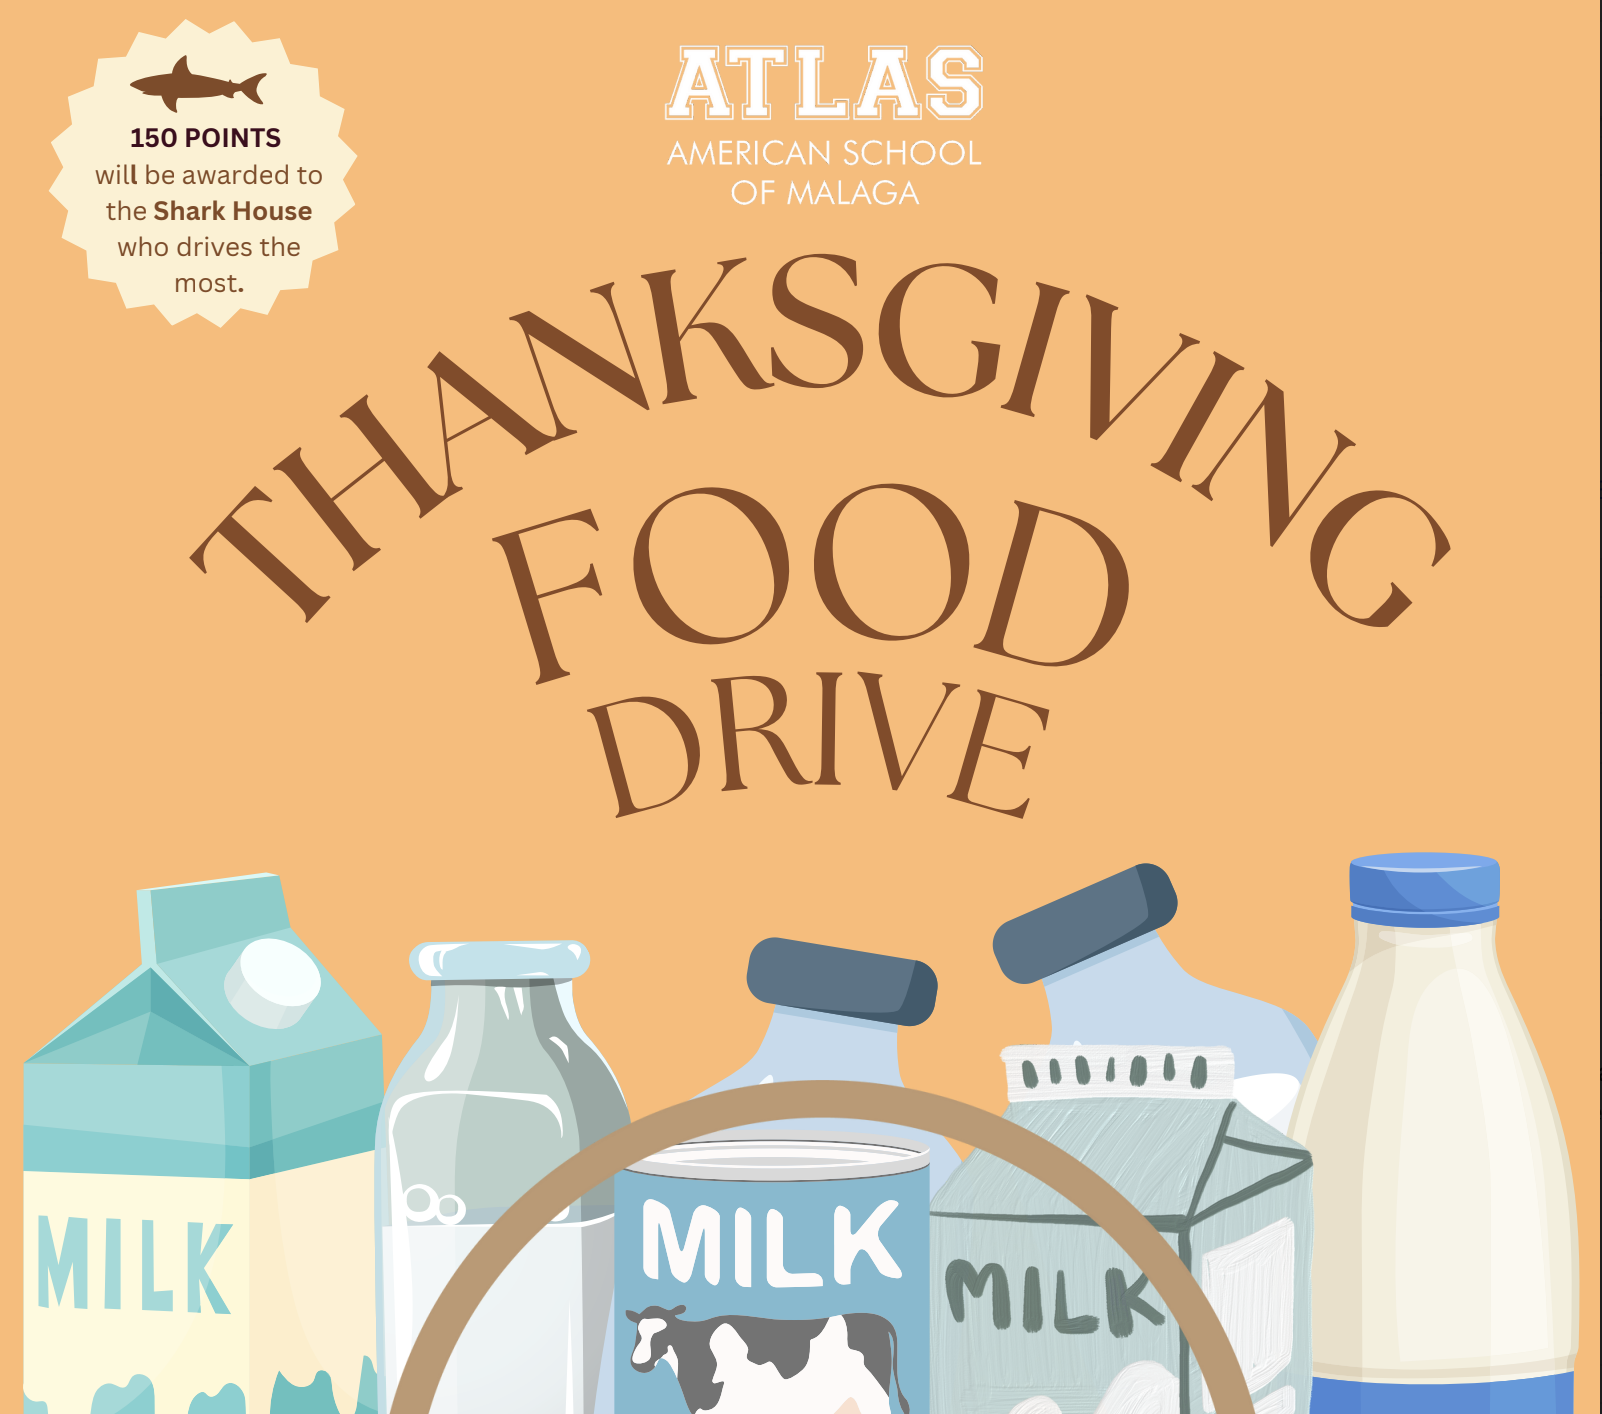 150 POINTS
will be awarded to
the Shark House
who drives the
most.
ATLAS
AMERICAN SCHOOL
OF MALAGA
THANKSGIVING
FOOD
DRIVE
MILK
MILK
MILK